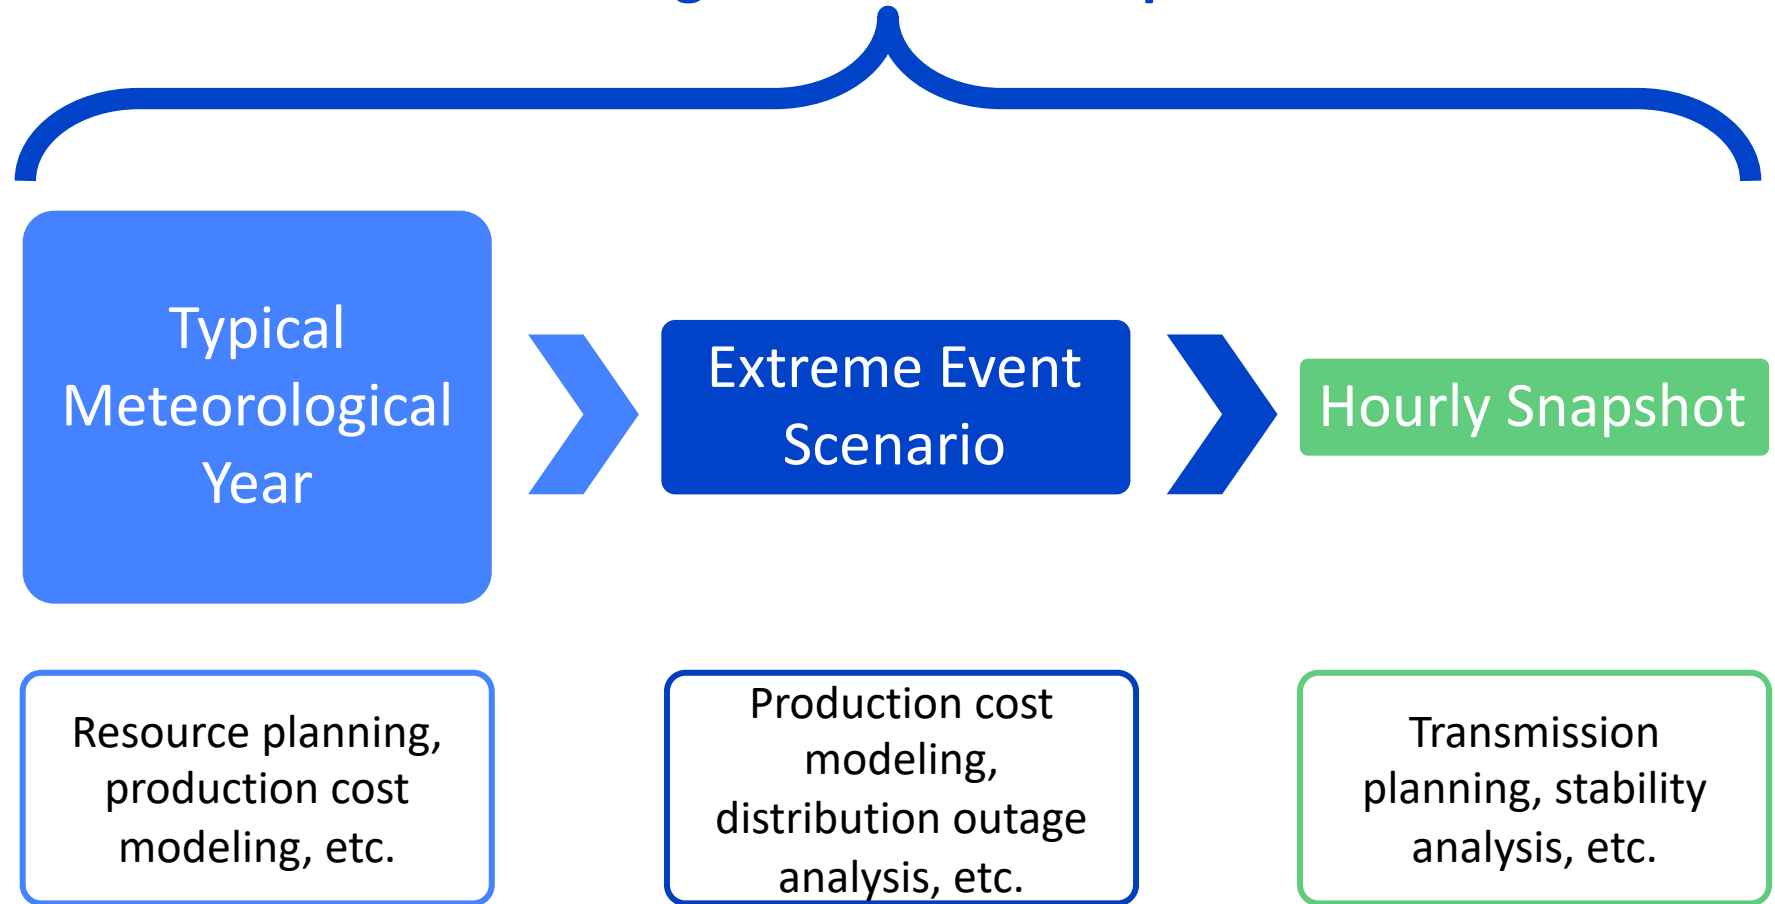 Typical
Meteorological
Year
Extreme Event
Scenario
Hourly Snapshot
Resource planning,
production cost
modeling, etc.
Production cost
modeling,
distribution outage
analysis, etc.
Transmission
planning, stability
analysis, etc.